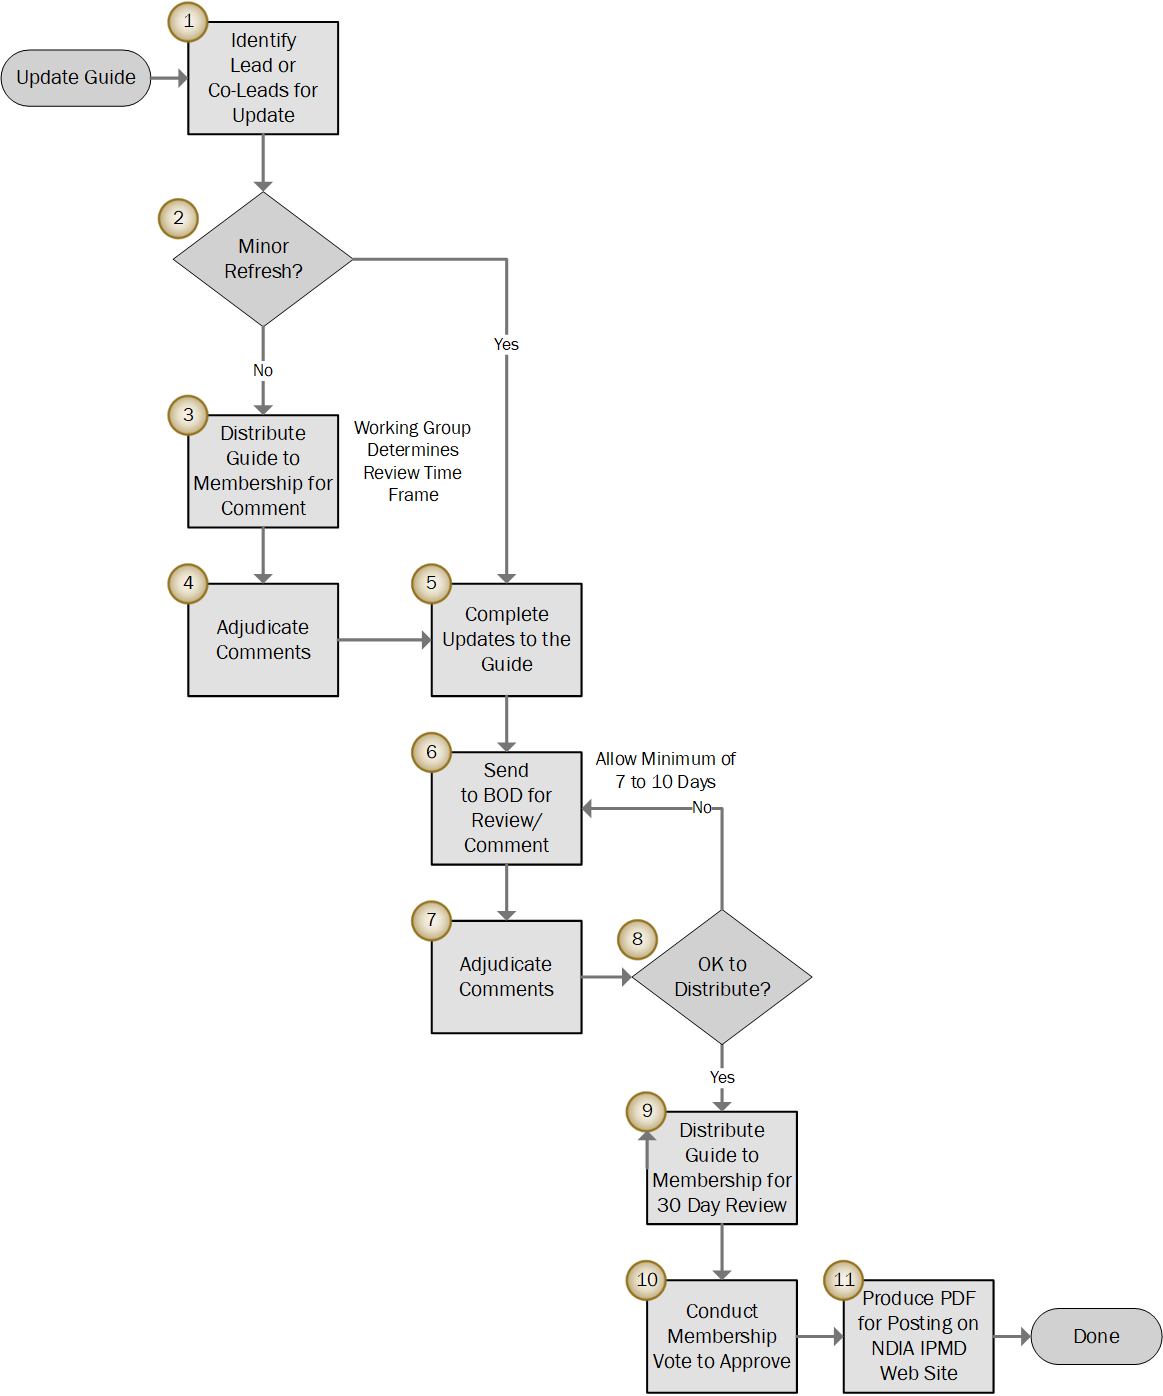 1
Identify
Lead or
Co-Leads for
Update
Update Guide
2
Minor
Refresh?
Yes
No
3
Distribute
Guide to
Membership for
Comment
Working Group
Determines
Review Time
Frame
4
Adjudicate
Comments
5
Complete
Updates to the
Guide
6
Send
to BOD for
Review/
Comment
Allow Minimum of
7 to 10 Days
No
7
Adjudicate
Comments
8
OK to
Distribute?
Yes
9
Distribute
Guide to
Membership for
30 Day Review
10
Conduct
Membership
Vote to Approve
11
Produce PDF
for Posting on
NDIA IPMD
Web Site
Done